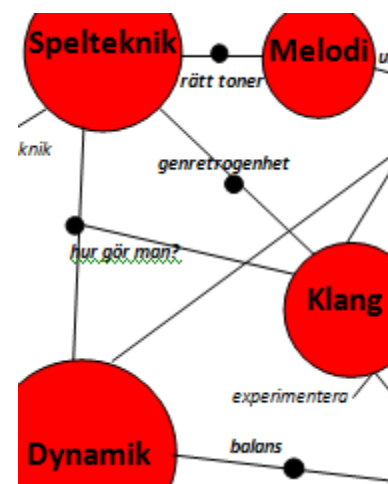 Spelteknik
Melodi
u
rätt toner
knik
genretrogenhet
hur gör man?
Klang
experimentera
balans
Dynamik